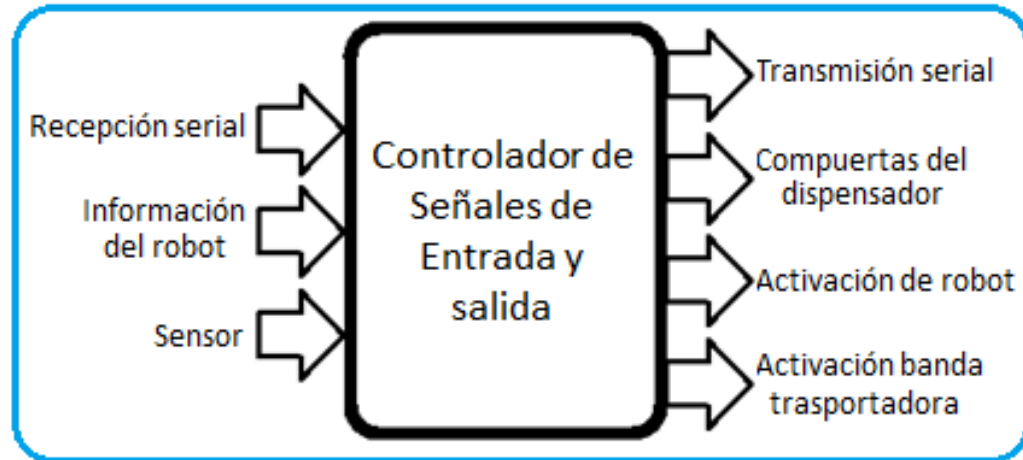 Recepción serial
Información
del robot
Sensor
Controlador de
Señales de
Entrada y
salida
Transmisión serial
Compuertas del
dispensador
Activación de robot
Activación banda
trasportadora